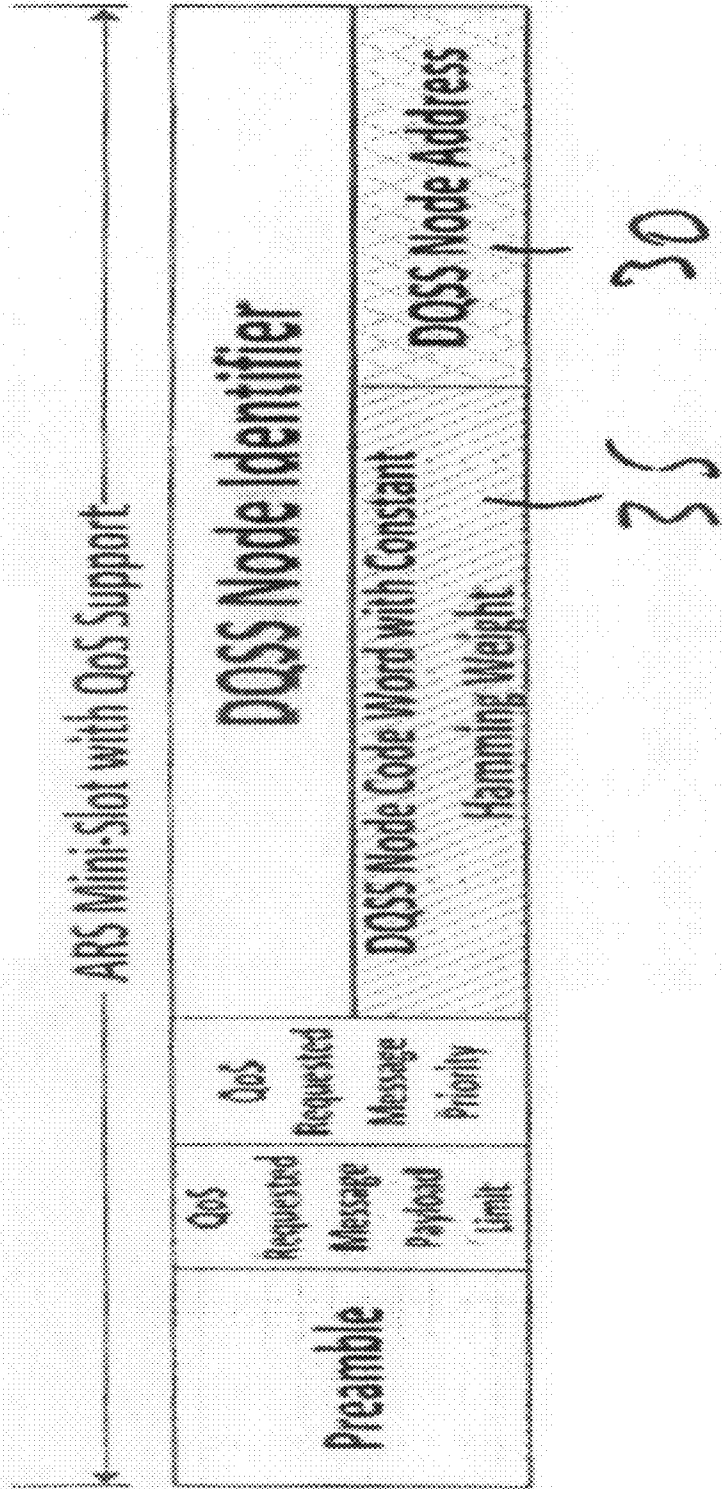 ARS Mini-Slot with QoS Support
Preamble
QoS
Requested
Message
Payload
Limit
QoS
Requested
Message
Priority
DQSS Node Identifier
DQSS Node Code Word with Constant
Hamming Weight
DQSS Node Address
35
30